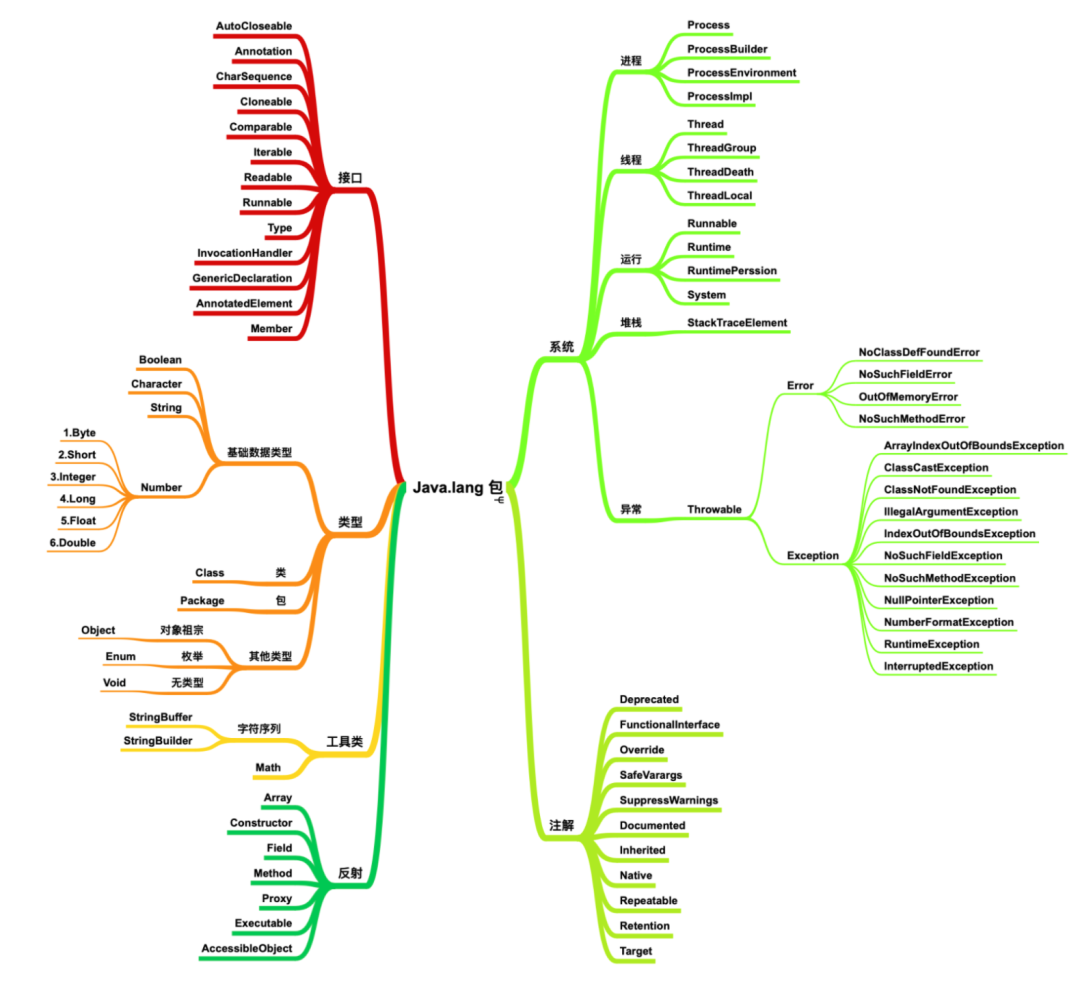 Java.lang 包
接口
AutoCloseable
Annotation
CharSequence
Cloneable
Comparable
Iterable
Readable
Runnable
Type
InvocationHandler
GenericDeclaration
AnnotatedElement
Member
类型
基础数据类型
Boolean
Character
String
Number
1.Byte
2.Short
3.Integer
4.Long
5.Float
6.Double
类
Class
包
Package
其他类型
对象祖宗
Object
枚举
Enum
无类型
Void
工具类
字符序列
StringBuffer
StringBuilder
Math
反射
Array
Constructor
Field
Method
Proxy
Executable
AccessibleObject
系统
进程
Process
ProcessBuilder
ProcessEnvironment
ProcessImpl
线程
Thread
ThreadGroup
ThreadDeath
ThreadLocal
运行
Runnable
Runtime
RuntimePerssion
System
堆栈
StackTraceElement
异常
Throwable
Error
NoClassDefFoundError
NoSuchFieldError
OutOfMemoryError
NoSuchMethodError
Exception
ArrayIndexOutOfBoundsException
ClassCastException
ClassNotFoundException
IllegalArgumentException
IndexOutOfBoundsException
NoSuchFieldException
NoSuchMethodException
NullPointerException
NumberFormatException
RuntimeException
InterruptedException
注解
Deprecated
FunctionalInterface
Override
SafeVarargs
SuppressWarnings
Documented
Inherited
Native
Repeatable
Retention
Target